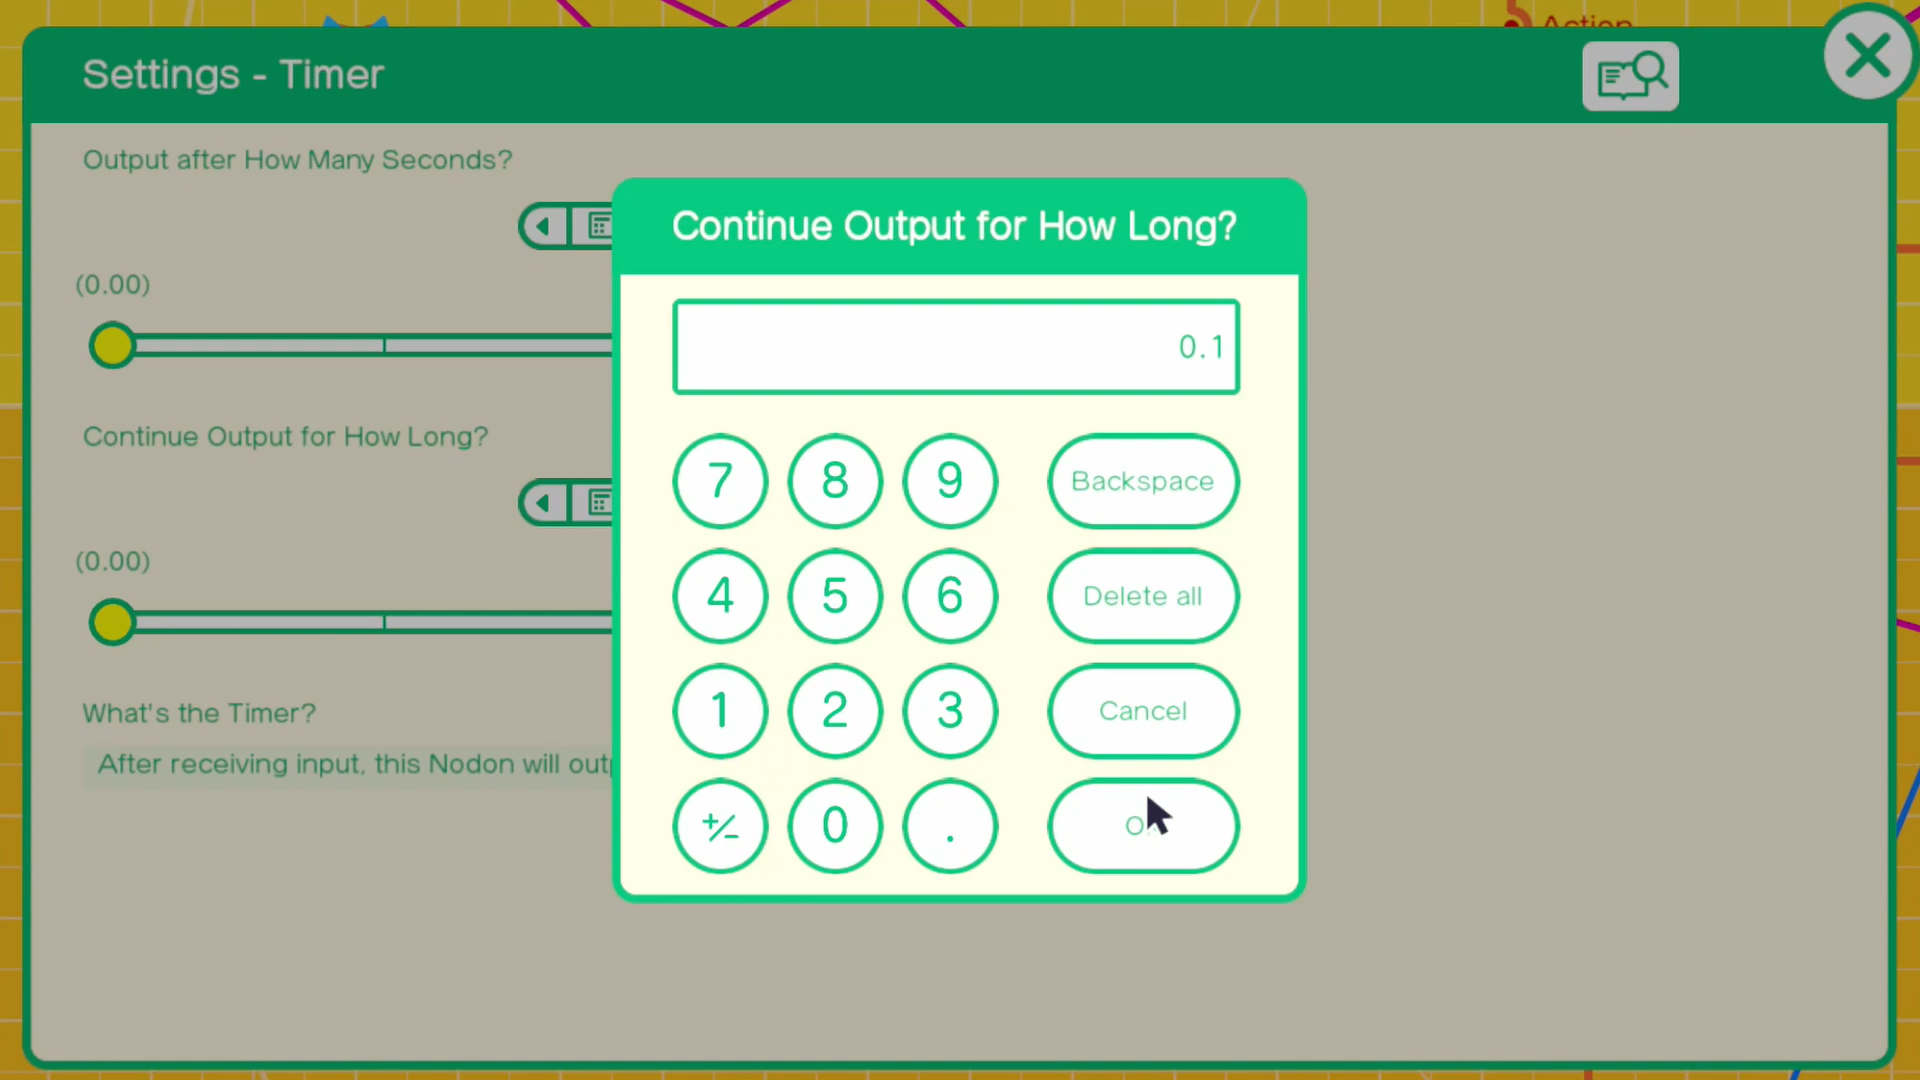 Action
Settings - Timer
Output after How Many Seconds?
(0.00)
Continue Output for How Long?
(0.00)
What's the Timer?
After receiving input, this Nodon will
Continue Output for How Long?
0.1
7 8 9 Backspace
4 5 6 Delete all
1 2 3 Cancel
+/- 0 .